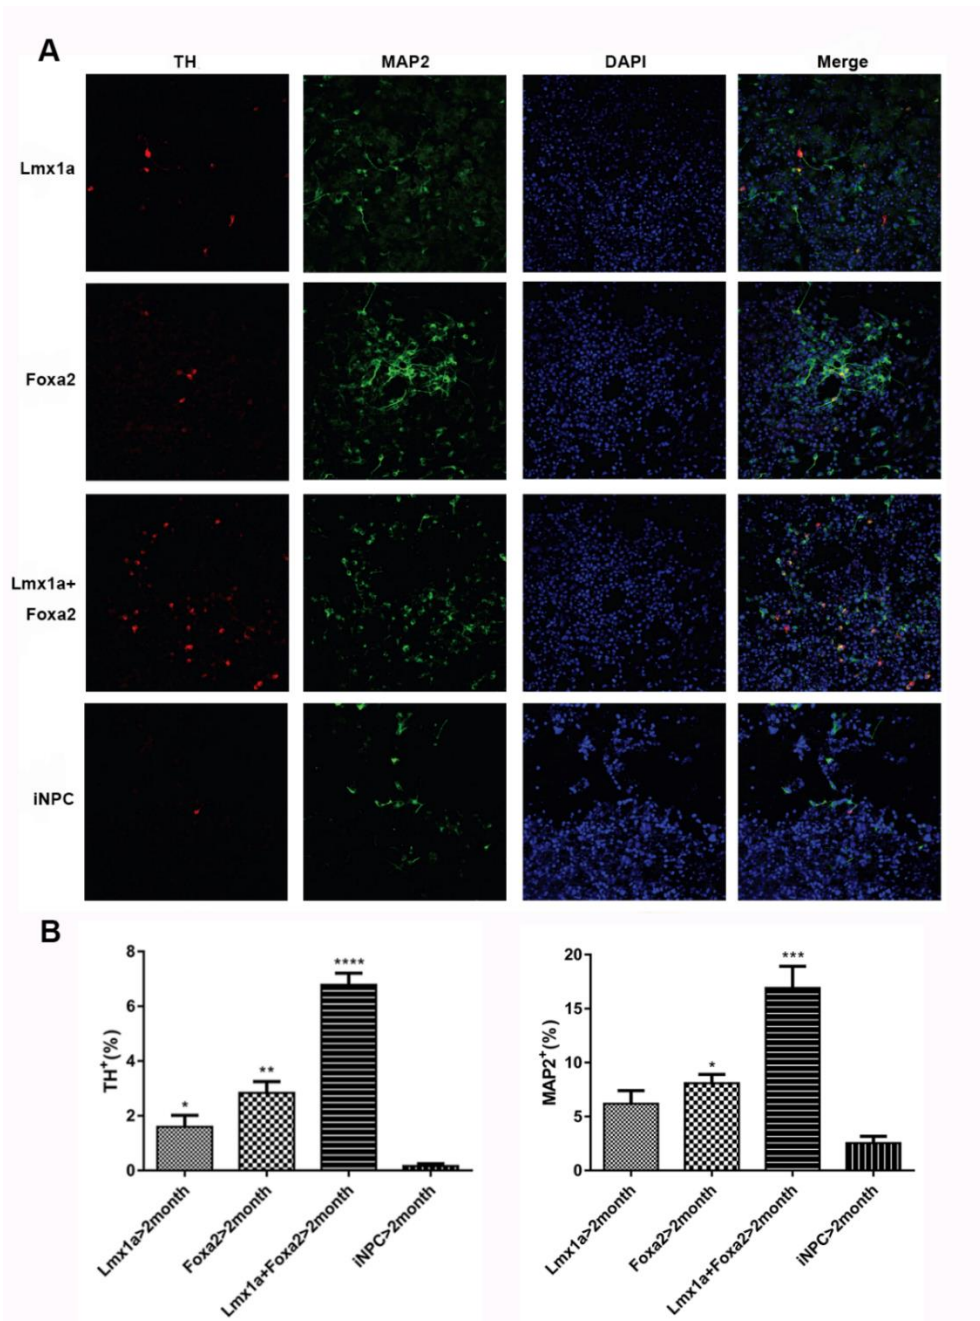 A
TH MAP2 DAPI Merge
Lmx1a
Foxa2
Lmx1a+
Foxa2
iNPC
B
8
6
4
2
0
TH⁺(%)
*
**
****
Lmx1a>2month
Foxa2>2month
Lmx1a+Foxa2>2month
iNPC>2month
20
15
10
5
0
MAP2⁺(%)
*
***
Lmx1a>2month
Foxa2>2month
Lmx1a+Foxa2>2month
iNPC>2month